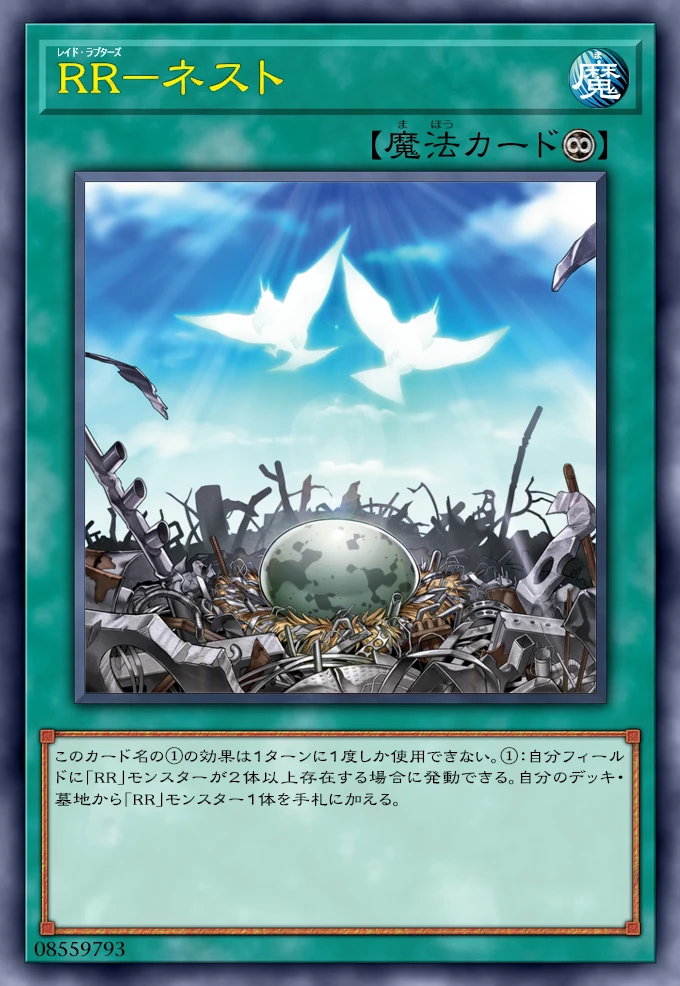 レイド・ラプターズ
RR－ネスト
ま
魔
ま ほう
【魔法カード♾】
このカード名の①の効果は1ターンに1度しか使用できない。①：自分フィール
ドに「RR」モンスターが2体以上存在する場合に発動できる。自分のデッキ・
墓地から「RR」モンスター1体を手札に加える。
08559793